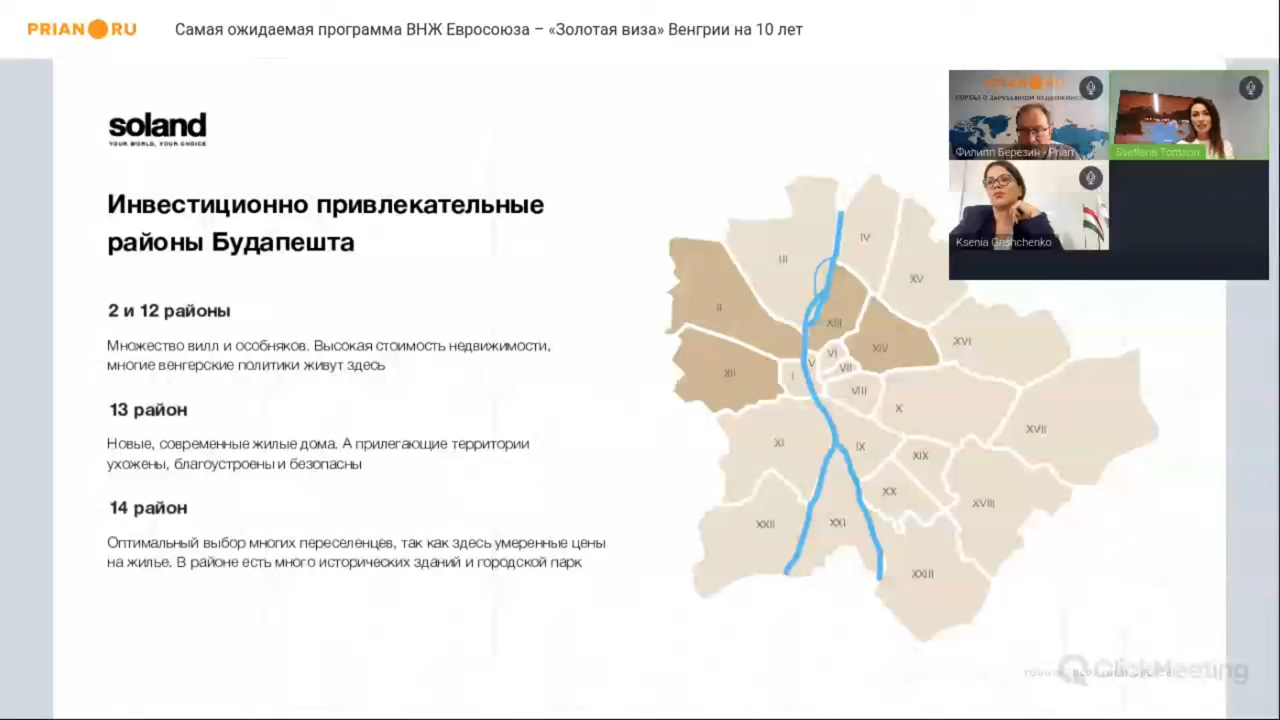 PRIAN RU
Самая ожидаемая программа ВНЖ Евросоюза – «Золотая виза» Венгрии на 10 лет
soland
YOUR WORLD, YOUR CHOICE
Инвестиционно привлекательные
районы Будапешта
2 и 12 районы
Множество вилл и особняков. Высокая стоимость недвижимости,
многие венгерские политики живут здесь
13 район
Новые, современные жилые дома. А прилегающие территории
ухожены, благоустроены и безопасны
14 район
Оптимальный выбор многих переселенцев, так как здесь умеренные цены
на жилье. В районе есть много исторических зданий и городской парк
PRIAN RU
ПОРТАЛ О ЗАРУБЕЖНОЙ НЕДВИЖИМО
Филипп Березин - Prian
Svetlana Tomson
Ksenia Grishchenko
IV
III
XV
II
XIII
XVI
XIV
VI
V
VII
XII
I
VIII
X
XVII
XI
IX
XIX
XX
XVIII
XXII
XXI
XXIII
ClickMeeting